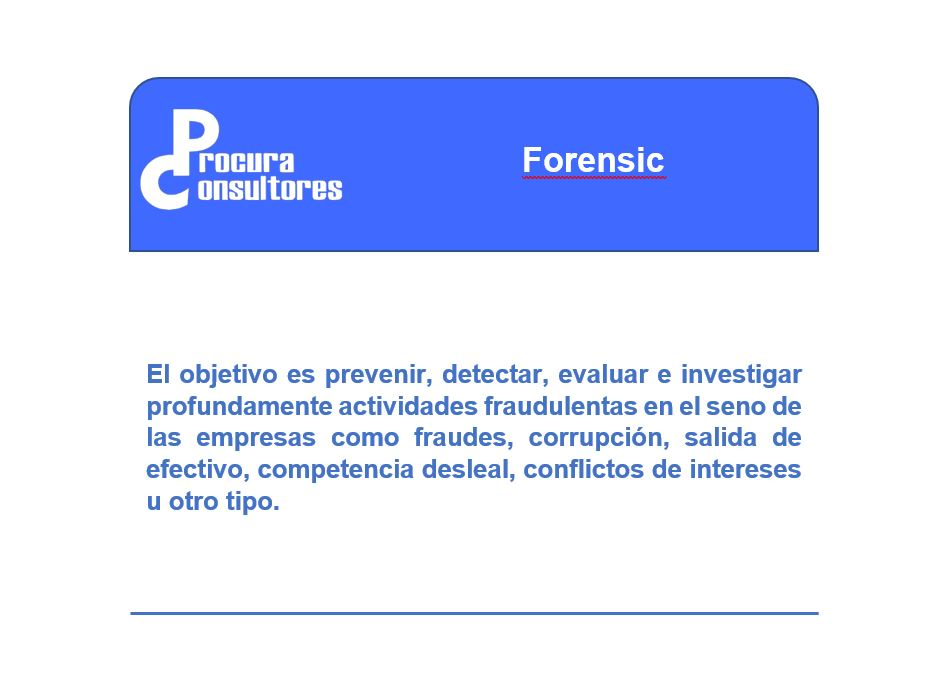 Procura
Consultores
Forensic
El objetivo es prevenir, detectar, evaluar e investigar
profundamente actividades fraudulentas en el seno de
las empresas como fraudes, corrupción, salida de
efectivo, competencia desleal, conflictos de intereses
u otro tipo.